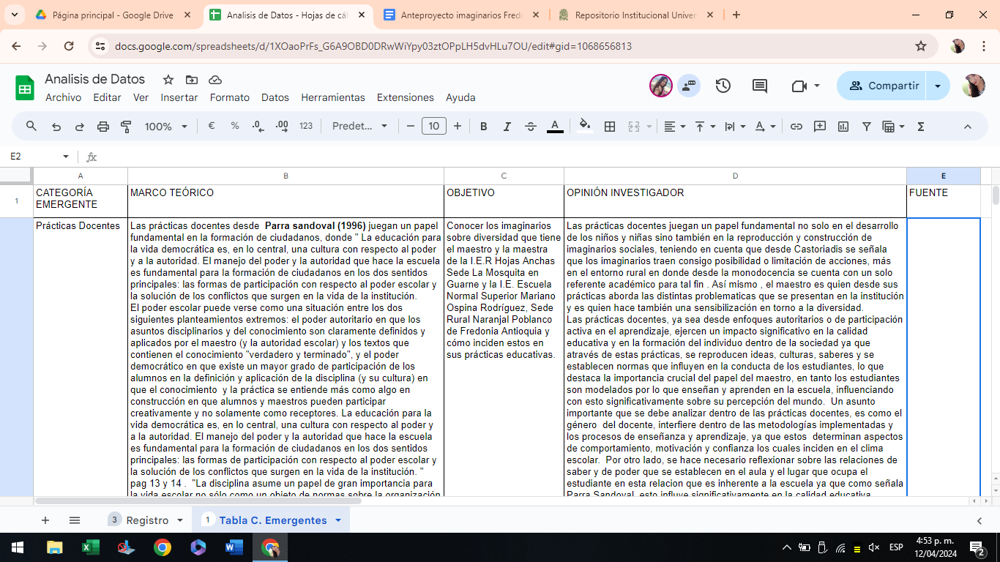 Página principal - Google Drive
Analisis de Datos - Hojas de cál
Anteproyecto imaginarios Fredo
Repositorio Institucional Univers
docs.google.com/spreadsheets/d/1XOaoPrFs_G6A9OBD0DRwWiYpy03ztOPpLH5dvHLu7OU/edit#gid=1068656813
Analisis de Datos
Archivo Editar Ver Insertar Formato Datos Herramientas Extensiones Ayuda
Compartir
100% € % .0 .00 123 Predet... 10 B I S A
E2 fx
A B C D E
1
CATEGORÍA
EMERGENTE
MARCO TEÓRICO
OBJETIVO
OPINIÓN INVESTIGADOR
FUENTE
Prácticas Docentes
Las prácticas docentes desde Parra sandoval (1996) juegan un papel
fundamental en la formación de ciudadanos, donde " La educación para
la vida democrática es, en lo central, una cultura con respecto al poder
y a la autoridad. El manejo del poder y la autoridad que hace la escuela
es fundamental para la formación de ciudadanos en los dos sentidos
principales: las formas de participación con respecto al poder escolar y
la solución de los conflictos que surgen en la vida de la institución.
El poder escolar puede verse como una situación entre los dos
siguientes planteamientos extremos: el poder autoritario en que los
asuntos disciplinarios y del conocimiento son claramente definidos y
aplicados por el maestro (y la autoridad escolar) y los textos que
contienen el conocimiento "verdadero y terminado", y el poder
democrático en que existe un mayor grado de participación de los
alumnos en la definición y aplicación de la disciplina (y su cultura) en
que el conocimiento y la práctica se entiende más como algo en
construcción en que alumnos y maestros pueden participar
creativamente y no solamente como receptores. La educación para la
vida democrática es, en lo central, una cultura con respecto al poder y
a la autoridad. El manejo del poder y la autoridad que hace la escuela
es fundamental para la formación de ciudadanos en los dos sentidos
principales: las formas de participación con respecto al poder escolar y
la solución de los conflictos que surgen en la vida de la institución. "
pag 13 y 14 . "La disciplina asume un papel de gran importancia para
la vida escolar no sólo como un objeto de normas sobre la organización
Conocer los imaginarios
sobre diversidad que tiene
el maestro y la maestra
de la I.E.R Hojas Anchas
Sede La Mosquita en
Guarne y la I.E. Escuela
Normal Superior Mariano
Ospina Rodríguez, Sede
Rural Naranjal Poblanco
de Fredonia Antioquia y
cómo inciden estos en
sus prácticas educativas.
Las prácticas docentes juegan un papel fundamental no solo en el desarrollo
de los niños y niñas sino también en la reproducción y construcción de
imaginarios sociales, teniendo en cuenta que desde Castoriadis se señala
que los imaginarios traen consigo posibilidad o limitación de acciones, más
en el entorno rural en donde desde la monodocencia se cuenta con un solo
referente académico para tal fin . Así mismo , el maestro es quien desde sus
prácticas aborda las distintas problematicas que se presentan en la institución
y es quien hace también una sensibilización en torno a la diversidad.
Las prácticas docentes, ya sea desde enfoques autoritarios o de participación
activa en el aprendizaje, ejercen un impacto significativo en la calidad
educativa y en la formación del individuo dentro de la sociedad ya que
através de estas prácticas, se reproducen ideas, culturas, saberes y se
establecen normas que influyen en la conducta de los estudiantes, lo que
destaca la importancia crucial del papel del maestro, en tanto los estudiantes
son modelados por lo que enseñan y aprenden en la escuela, influenciando
con esto significativamente sobre su percepción del mundo. Un asunto
importante que se debe analizar dentro de las prácticas docentes, es como el
género del docente, interfiere dentro de las metodologías implementadas y
los procesos de enseñanza y aprendizaje, ya que estos determinan aspectos
de comportamiento, motivación y confianza los cuales inciden en el clima
escolar. Por otro lado, se hace necesario reflexionar sobre las relaciones de
saber y de poder que se establecen en el aula y el lugar que ocupa el
estudiante en esta relacion que es inherente a la escuela ya que como señala
Parra Sandoval, esto influye significativamente en la calidad educativa
3 Registro
1 Tabla C. Emergentes
ESP
4:53 p. m.
12/04/2024
2